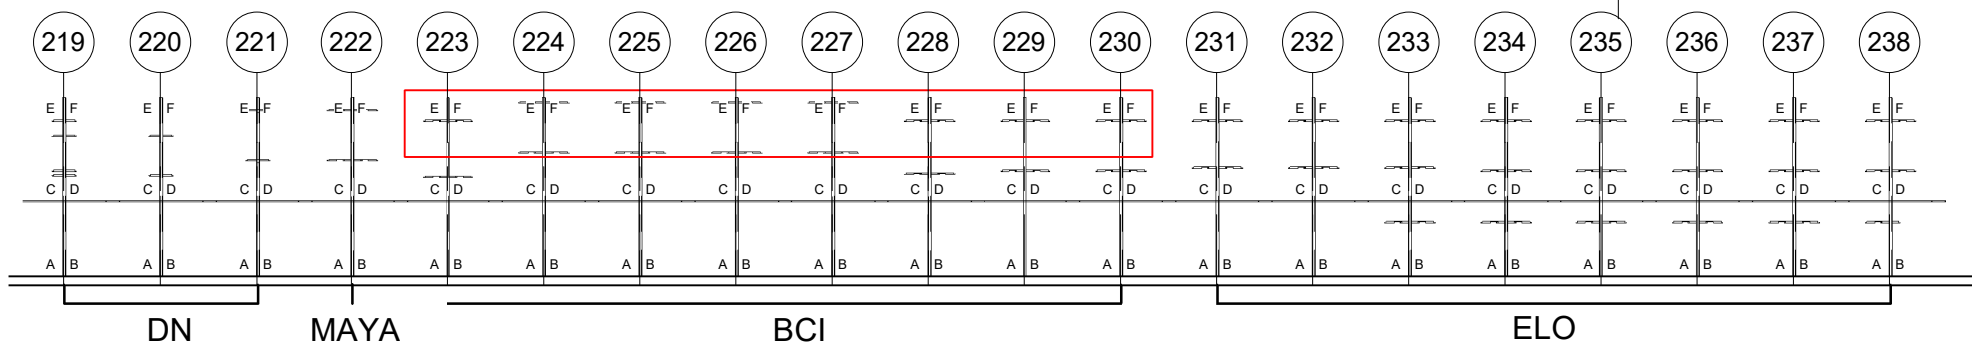 219 220 221 222 223 224 225 226 227 228 229 230 231 232 233 234 235 236 237 238
E F E F E F E F E F E F E F E F E F E F E F E F E F E F E F E F E F E F E F E F
C D C D C D C D C D C D C D C D C D C D C D C D C D C D C D C D C D C D C D C D
A B A B A B A B A B A B A B A B A B A B A B A B A B A B A B A B A B A B A B A B
DN MAYA BCI ELO